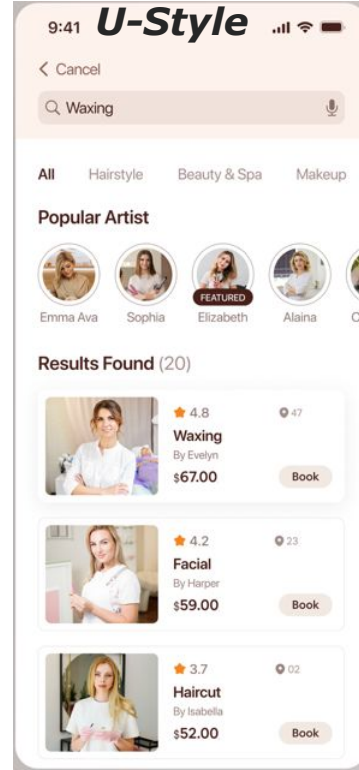 9:41 U-Style
Cancel
Waxing
All Hairstyle Beauty & Spa Makeup
Popular Artist
FEATURED
Emma Ava Sophia Elizabeth Alaina
Results Found (20)
4.8 47
Waxing
By Evelyn
$67.00 Book
4.2 23
Facial
By Harper
$59.00 Book
3.7 02
Haircut
By Isabella
$52.00 Book